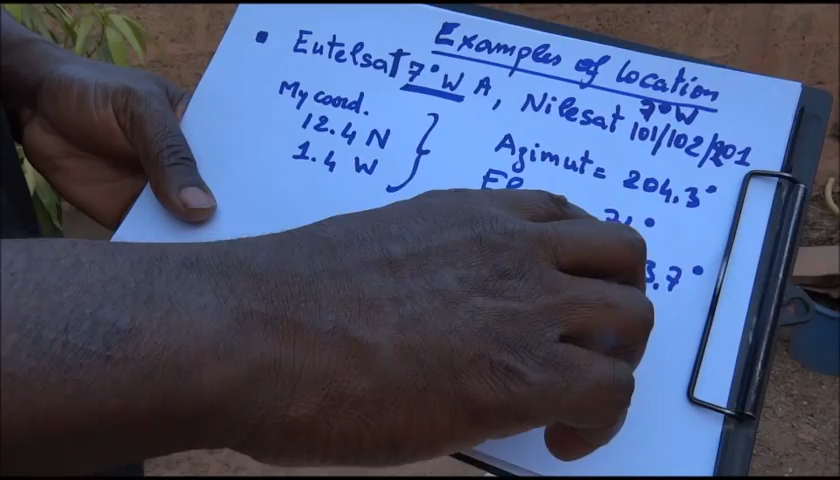 Examples of location
• Eutelsat 7°W A, Nilesat 101/102/201
7°W
My coord.
12.4 N
1.4 W
Azimut = 204.3°